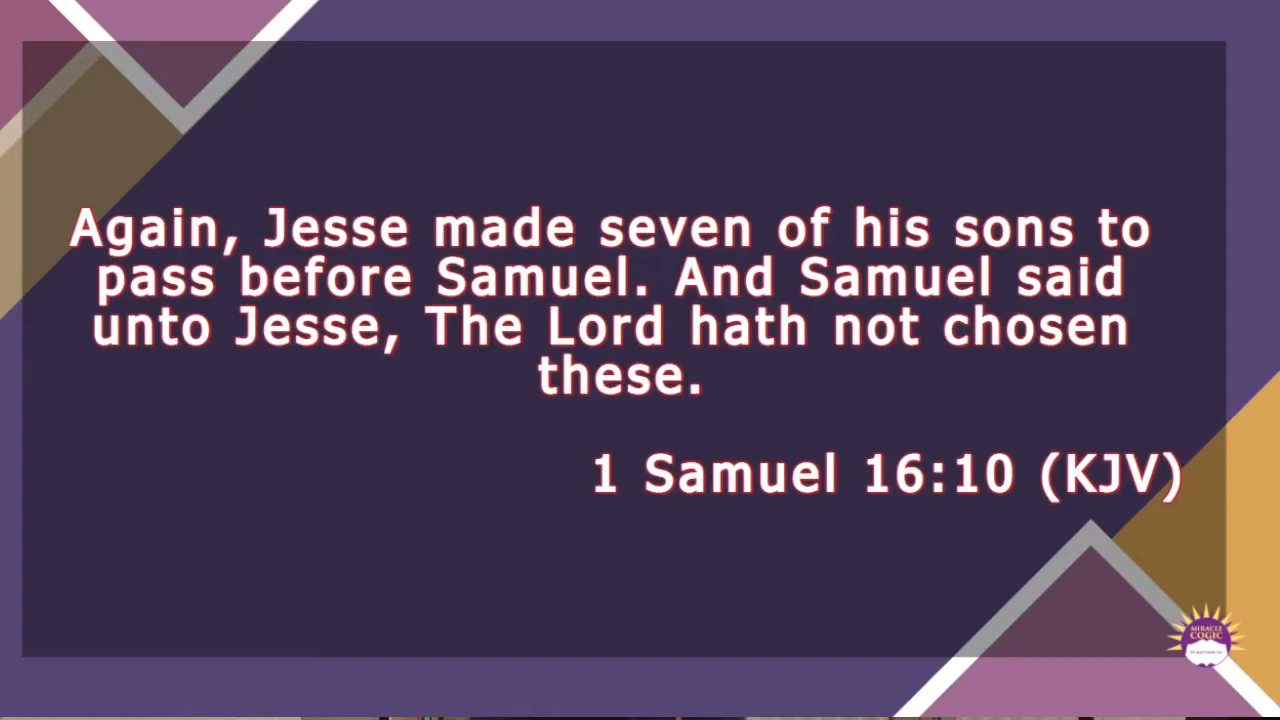 Again, Jesse made seven of his sons to
pass before Samuel. And Samuel said
unto Jesse, The Lord hath not chosen
these.
1 Samuel 16:10 (KJV)
MIRACLE
COGIC